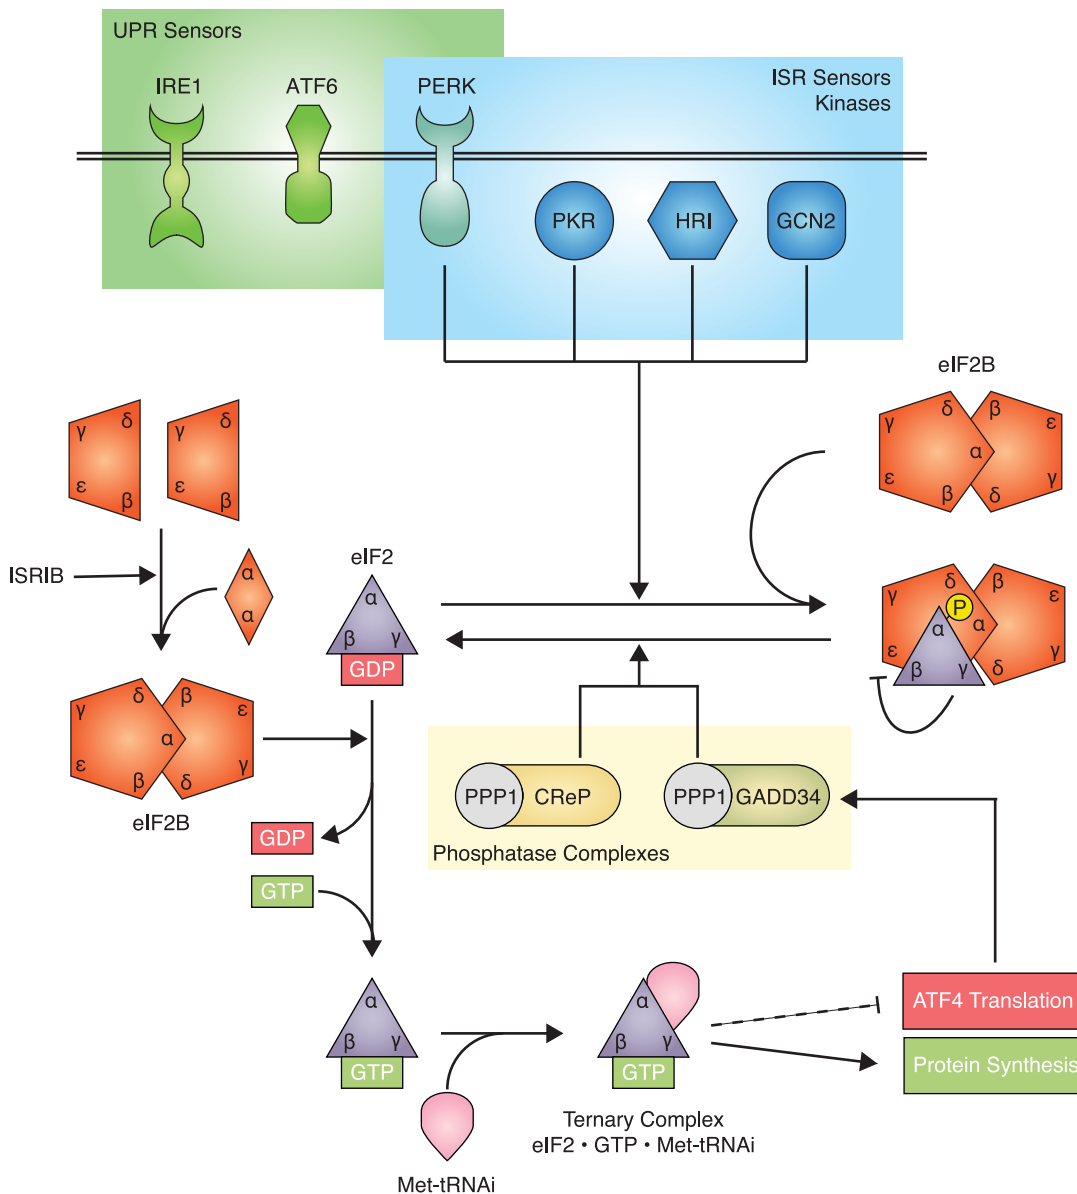 UPR Sensors
IRE1
ATF6
PERK
ISR Sensors
Kinases
PKR
HRI
GCN2
eIF2B
γ δ β ε
α
ε β δ γ
γ δ
ε β
γ δ
ε β
ISRIB
α
α
eIF2
α
β γ
GDP
γ δ β ε
P
α α
ε β γ δ γ
γ δ β ε
α
ε β δ γ
eIF2B
PPP1 CReP
PPP1 GADD34
Phosphatase Complexes
GDP
GTP
α
β γ
GTP
Met-tRNAi
α
β γ
GTP
Ternary Complex
eIF2 • GTP • Met-tRNAi
ATF4 Translation
Protein Synthesis